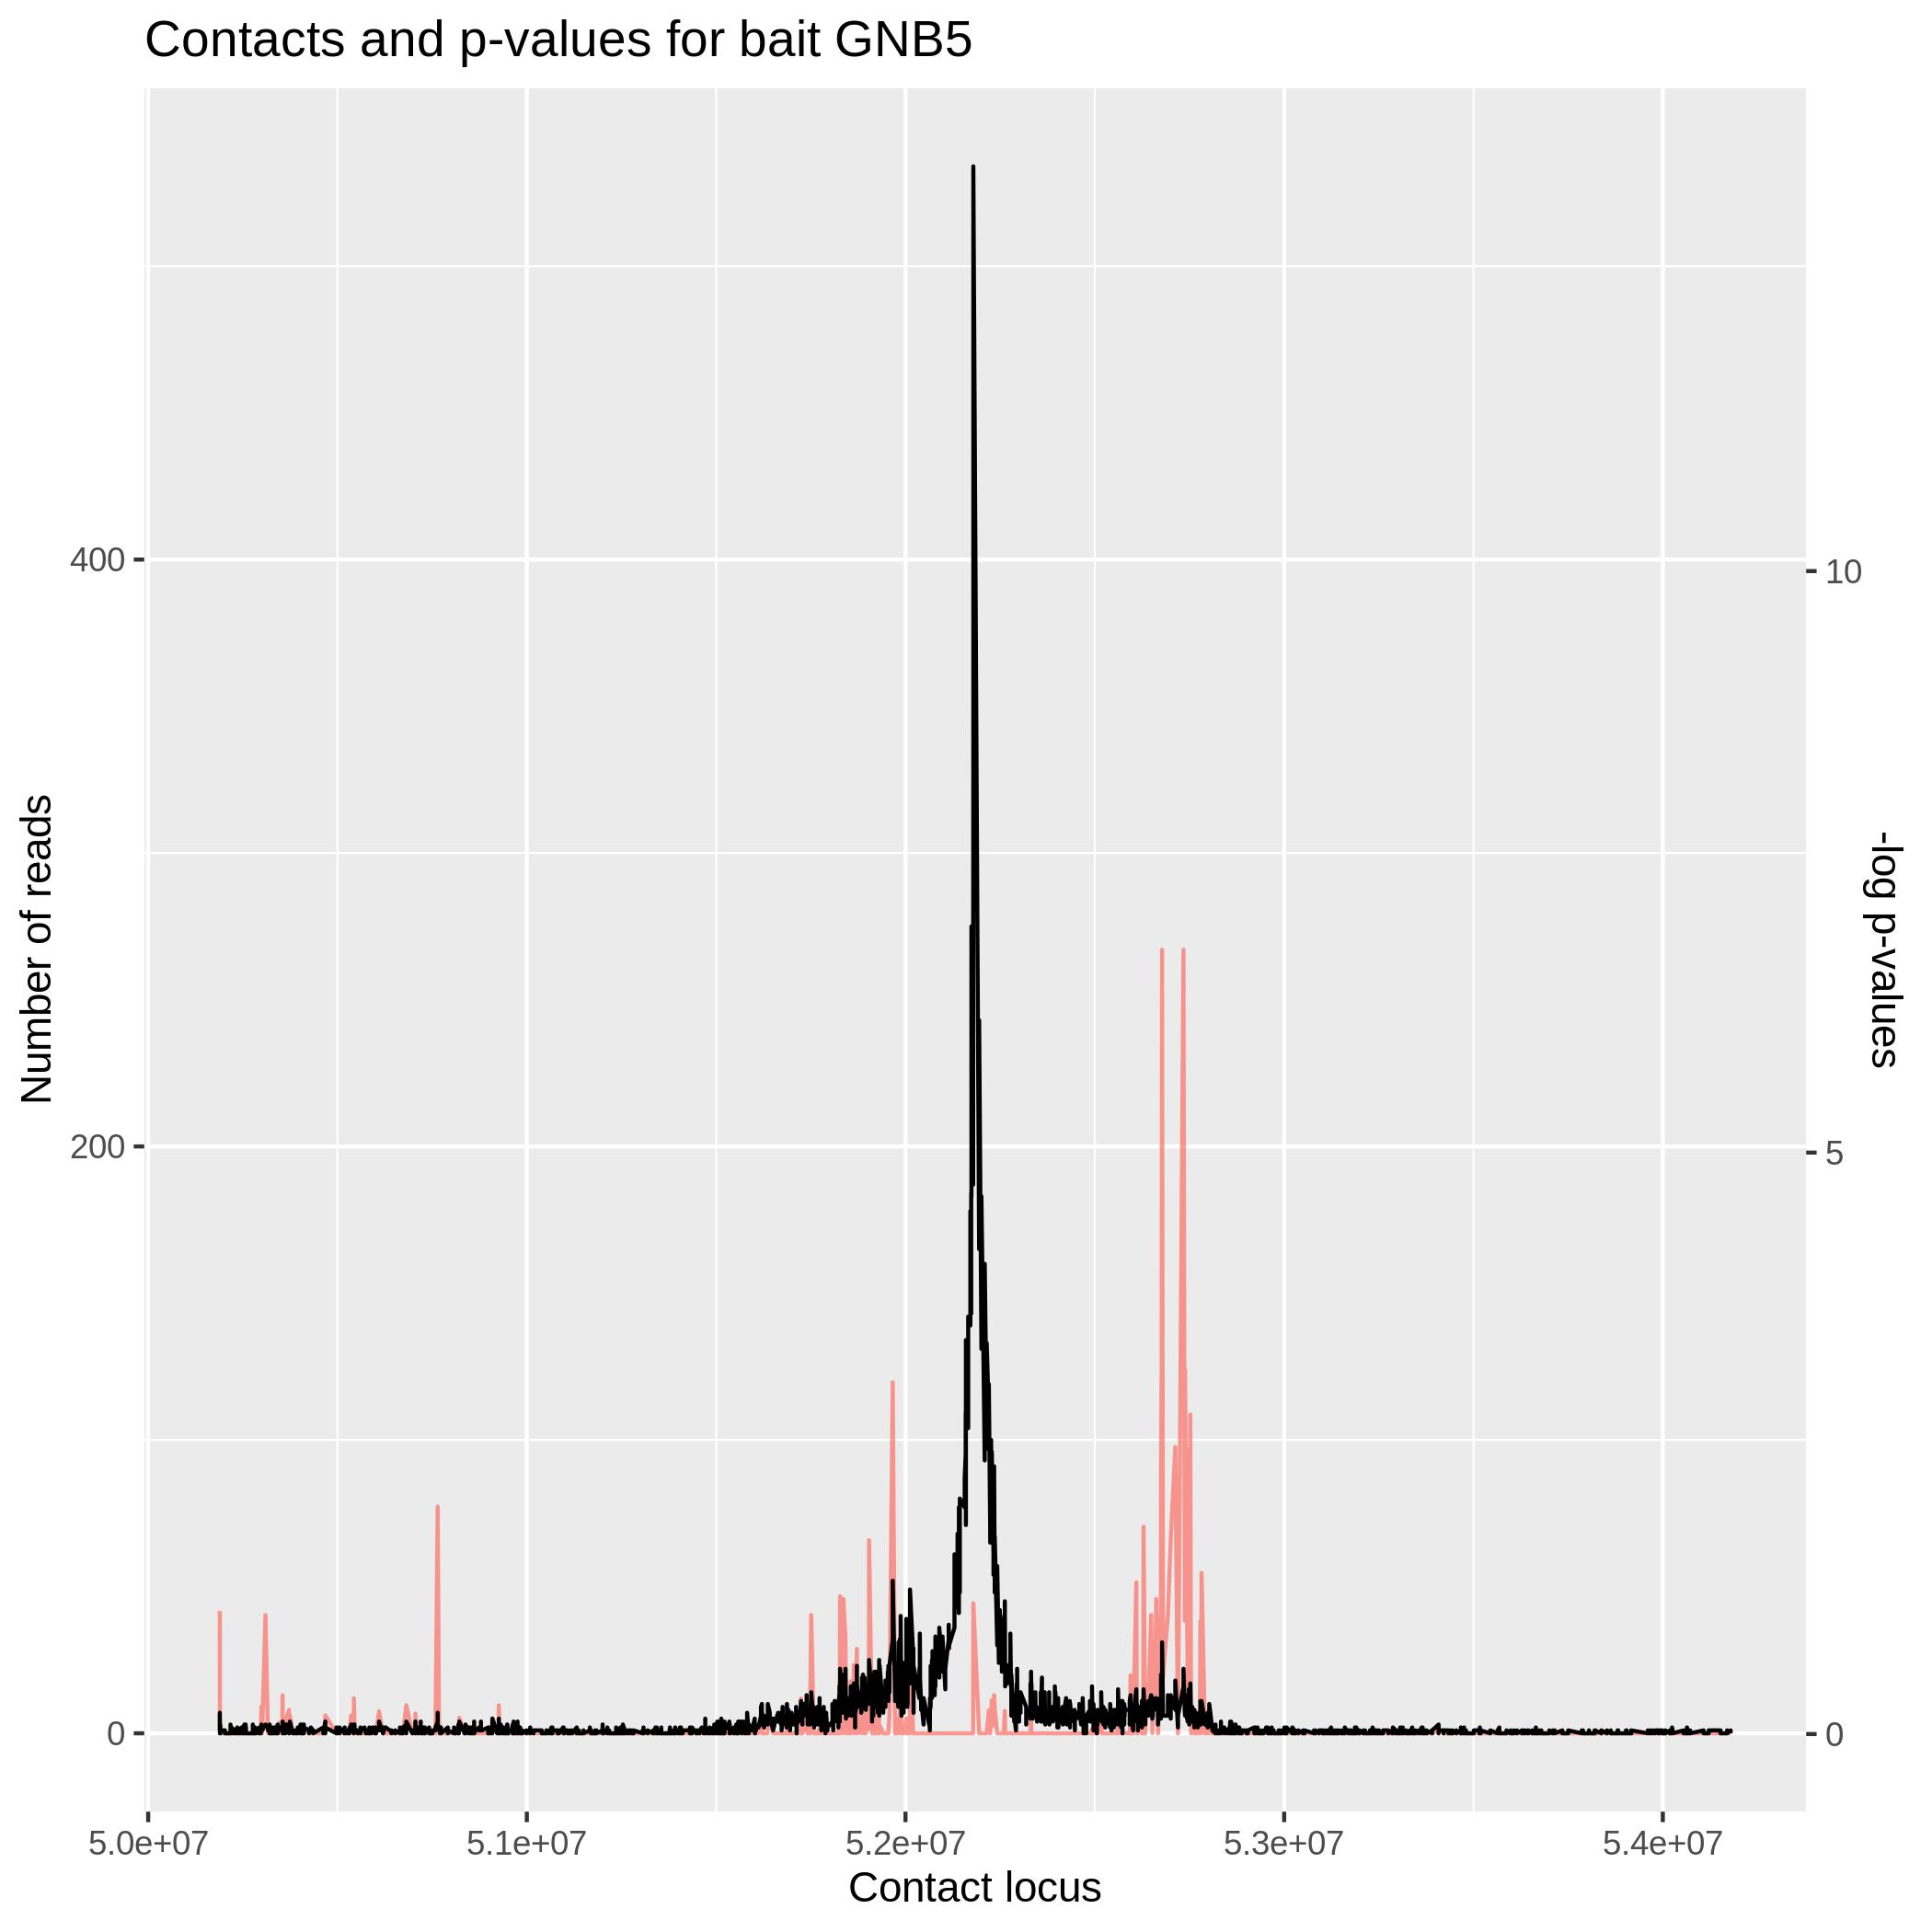 Contacts and p-values for bait GNB5
Number of reads
400
200
0
10
5
0
-log p-values
5.0e+07
5.1e+07
5.2e+07
5.3e+07
5.4e+07
Contact locus